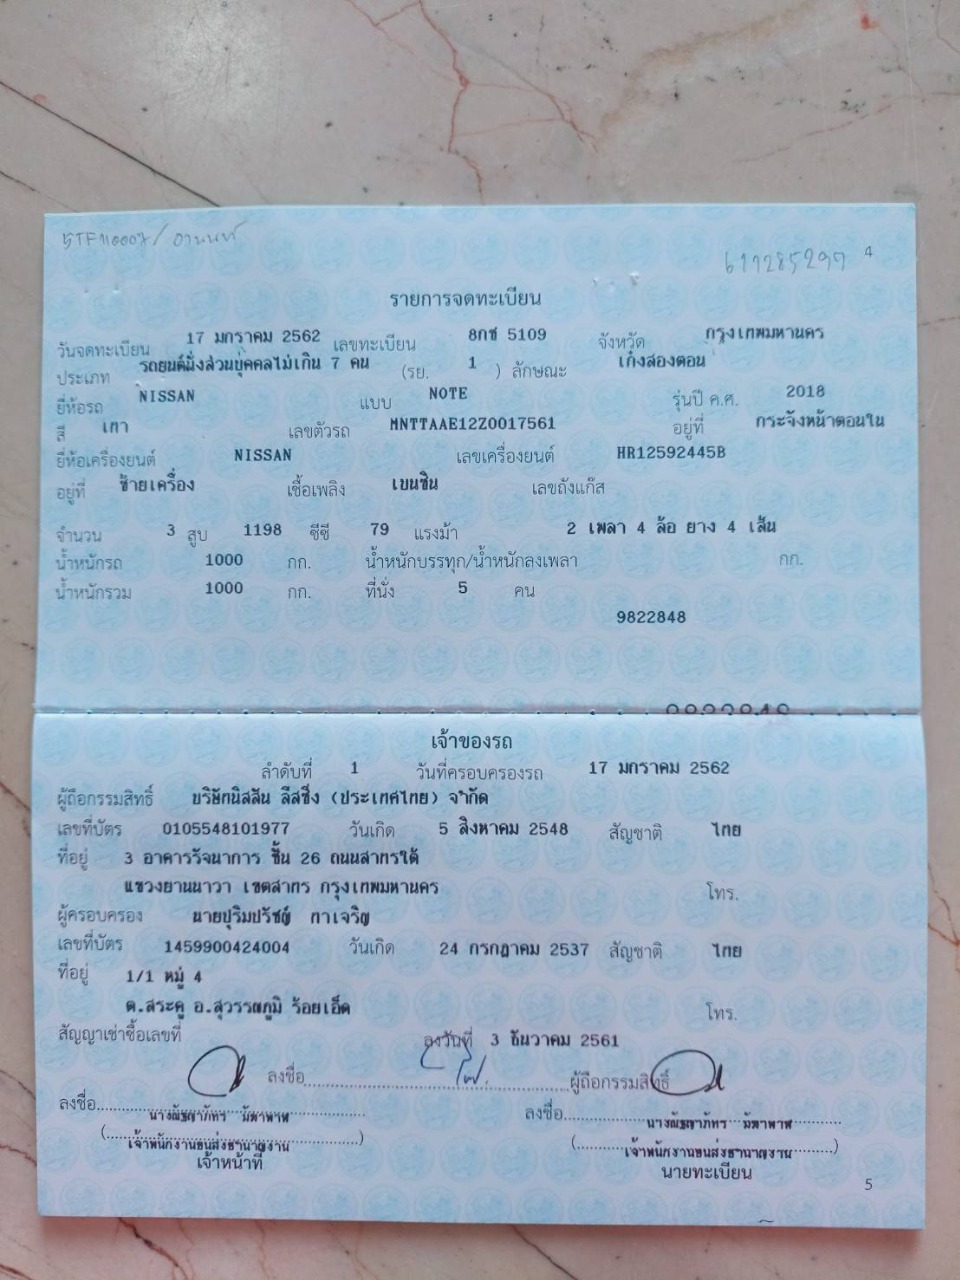 4
รายการจดทะเบียน
วันจดทะเบียน 17 มกราคม 2562 เลขทะเบียน 8กช 5109 จังหวัด กรุงเทพมหานคร
ประเภท รถยนต์นั่งส่วนบุคคลไม่เกิน 7 คน (รย. 1 ) ลักษณะ เก๋งสองตอน
ยี่ห้อรถ NISSAN แบบ NOTE รุ่นปี ค.ศ. 2018
สี เทา เลขตัวรถ MNTTAAE12Z0017561 อยู่ที่ กระจังหน้าตอนใน
ยี่ห้อเครื่องยนต์ NISSAN เลขเครื่องยนต์ HR12592445B
อยู่ที่ ซ้ายเครื่อง เชื้อเพลิง เบนซิน เลขถังแก๊ส
จำนวน 3 สูบ 1198 ซีซี 79 แรงม้า 2 เพลา 4 ล้อ ยาง 4 เส้น
น้ำหนักรถ 1000 กก. น้ำหนักบรรทุก/น้ำหนักลงเพลา กก.
น้ำหนักรวม 1000 กก. ที่นั่ง 5 คน
9822848
เจ้าของรถ
ลำดับที่ 1 วันที่ครอบครองรถ 17 มกราคม 2562
ผู้ถือกรรมสิทธิ์ บริษัทนิสสัน ลีสซิ่ง (ประเทศไทย) จำกัด
เลขที่บัตร 0105548101977 วันเกิด 5 สิงหาคม 2548 สัญชาติ ไทย
ที่อยู่ 3 อาคารรัจนาการ ชั้น 26 ถนนสาทรใต้
แขวงยานนาวา เขตสาทร กรุงเทพมหานคร โทร.
ผู้ครอบครอง นายปุริมปรัชญ์ ทาเจริญ
เลขที่บัตร 1459900424004 วันเกิด 24 กรกฎาคม 2537 สัญชาติ ไทย
ที่อยู่ 1/1 หมู่ 4
ต.สระคู อ.สุวรรณภูมิ ร้อยเอ็ด โทร.
สัญญาเช่าซื้อเลขที่ ลงวันที่ 3 ธันวาคม 2561
ลงชื่อ ผู้ถือกรรมสิทธิ์
ลงชื่อ ลงชื่อ
เจ้าพนักงานขนส่งชำนาญงาน เจ้าพนักงานขนส่งชำนาญงาน
เจ้าหน้าที่ นายทะเบียน
5